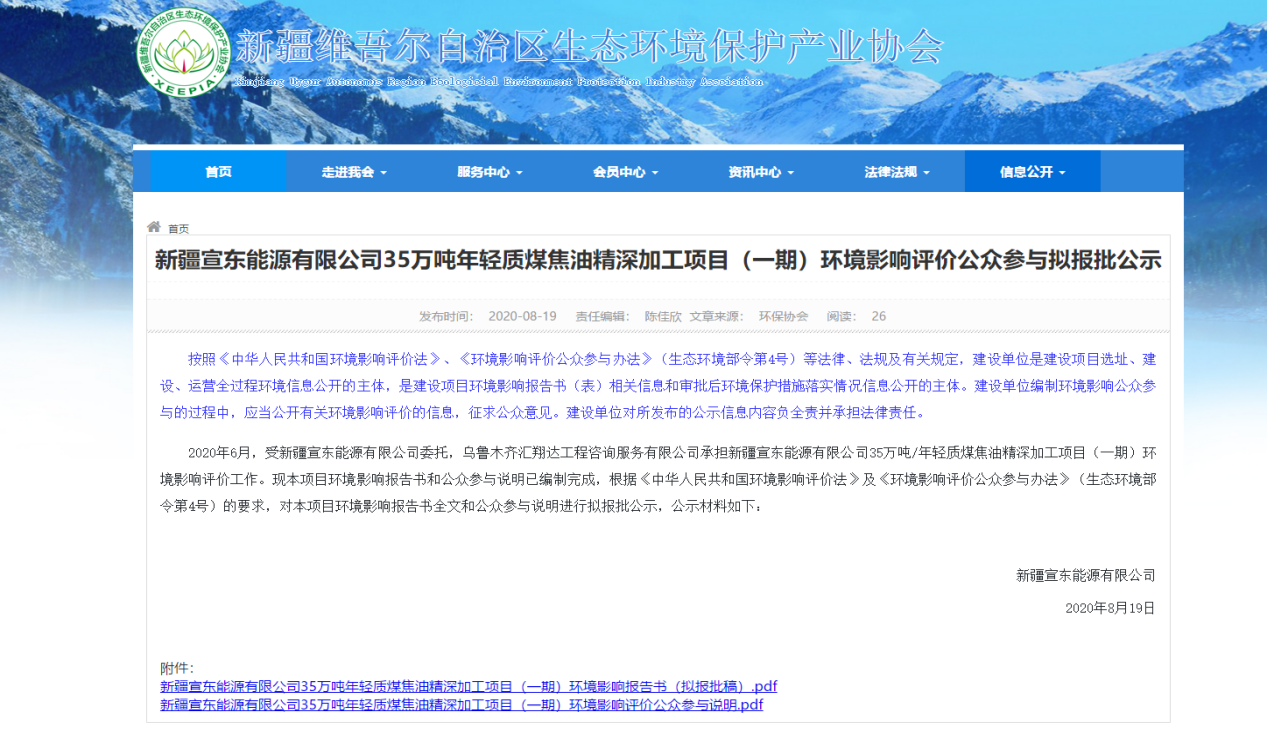 新疆维吾尔自治区生态环境保护产业协会
XEEPIA
新疆维吾尔自治区生态环境保护产业协会
Xinjiang Uygur Autonomous Region Ecological Environment Protection Industry Association
首页 走进我会 服务中心 会员中心 资讯中心 法律法规 信息公开
首页
新疆宣东能源有限公司35万吨年轻质煤焦油精深加工项目（一期）环境影响评价公众参与拟报批公示
发布时间： 2020-08-19 责任编辑： 陈佳欣 文章来源： 环保协会 阅读： 26
按照《中华人民共和国环境影响评价法》、《环境影响评价公众参与办法》（生态环境部令第4号）等法律、法规及有关规定，建设单位是建设项目选址、建
设、运营全过程环境信息公开的主体，是建设项目环境影响报告书（表）相关信息和审批后环境保护措施落实情况信息公开的主体。建设单位编制环境影响公众参
与的过程中，应当公开有关环境影响评价的信息，征求公众意见。建设单位对所发布的公示信息内容负全责并承担法律责任。
2020年6月，受新疆宣东能源有限公司委托，乌鲁木齐汇翔达工程咨询服务有限公司承担新疆宣东能源有限公司35万吨/年轻质煤焦油精深加工项目（一期）环
境影响评价工作。现本项目环境影响报告书和公众参与说明已编制完成，根据《中华人民共和国环境影响评价法》及《环境影响评价公众参与办法》（生态环境部
令第4号）的要求，对本项目环境影响报告书全文和公众参与说明进行拟报批公示，公示材料如下：
新疆宣东能源有限公司
2020年8月19日
附件：
新疆宣东能源有限公司35万吨年轻质煤焦油精深加工项目（一期）环境影响报告书（拟报批稿）.pdf
新疆宣东能源有限公司35万吨年轻质煤焦油精深加工项目（一期）环境影响评价公众参与说明.pdf